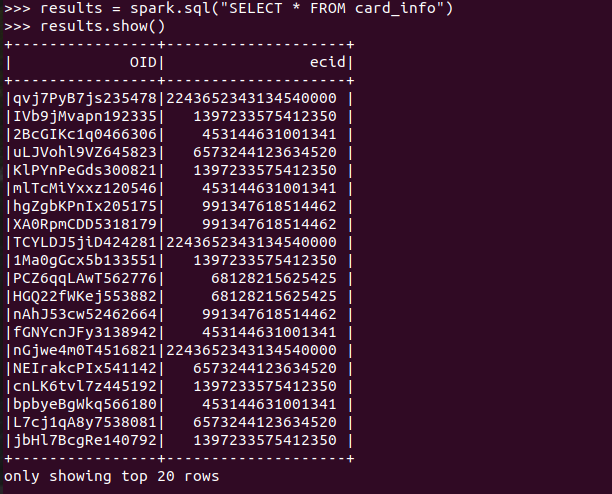 >>> results = spark.sql("SELECT * FROM card_info")
>>> results.show()
+----------------+--------------------+
|             OID|                ecid|
+----------------+--------------------+
|qvj7PyB7js235478|2243652343134540000 |
|IVb9jMvapn192335|   1397233575412350 |
|2BcGIKc1q0466306|    453144631001341 |
|uLJVohl9VZ645823|   6573244123634520 |
|KlPYnPeGds300821|   1397233575412350 |
|mlTcMiYxxz120546|    453144631001341 |
|hgZgbKPnIx205175|    991347618514462 |
|XA0RpmCDD5318179|    991347618514462 |
|TCYLDJ5jiD424281|2243652343134540000 |
|1Ma0gGcx5b133551|   1397233575412350 |
|PCZ6qqLAwT562776|     68128215625425 |
|HGQ22fWKej553882|     68128215625425 |
|nAhJ53cw52462664|    991347618514462 |
|fGNYcnJFy3138942|    453144631001341 |
|nGjwe4m0T4516821|2243652343134540000 |
|NEIrakcPIx541142|   6573244123634520 |
|cnLK6tvl7z445192|   1397233575412350 |
|bpbyeBgWkq566180|    453144631001341 |
|L7cj1qA8y7538081|   6573244123634520 |
|jbHl7BcgRe140792|   1397233575412350 |
+----------------+--------------------+
only showing top 20 rows